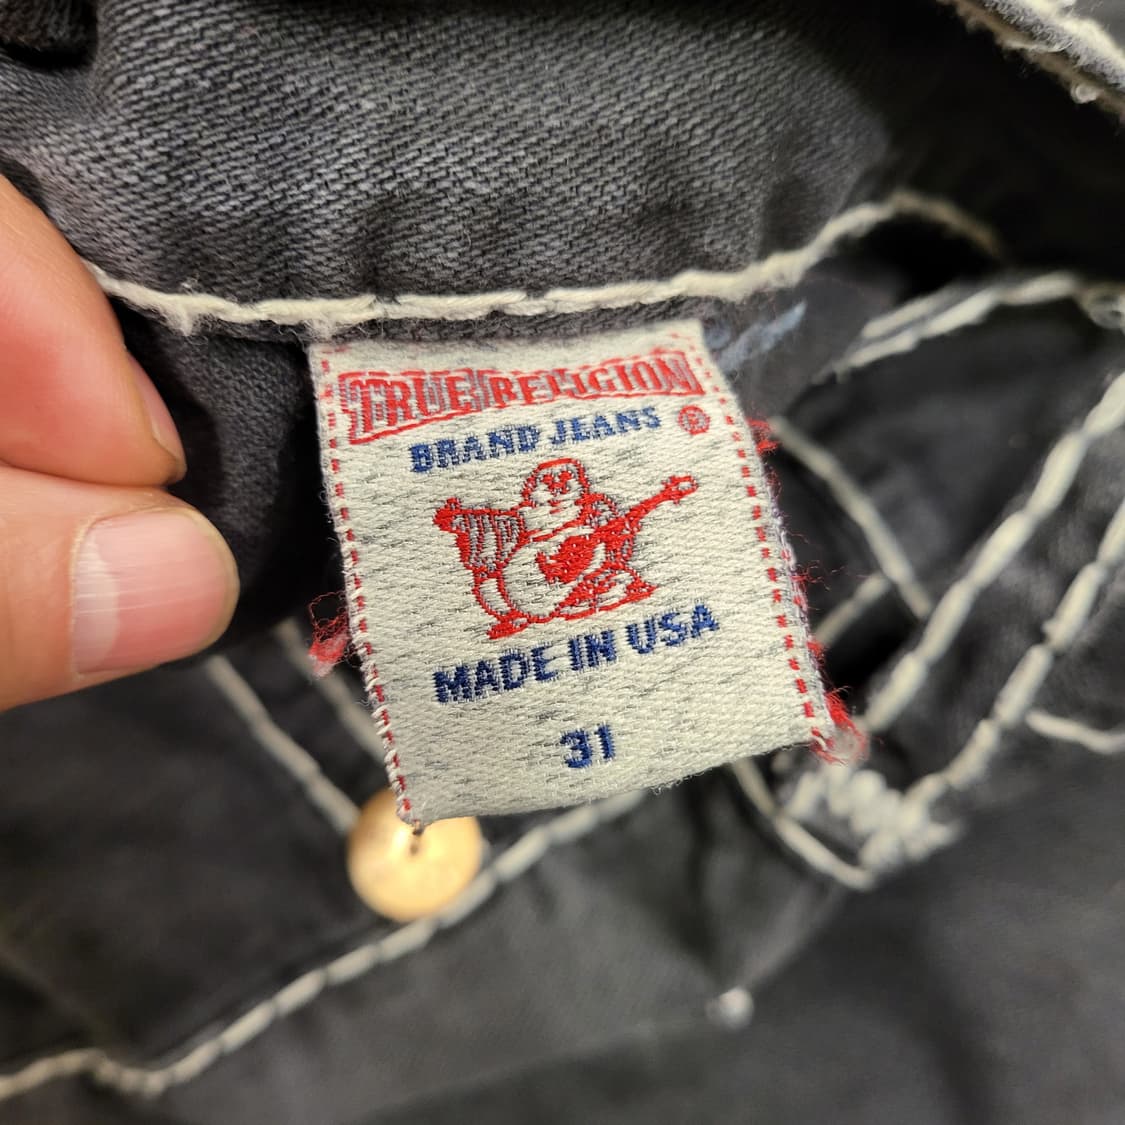 TRUE RELIGION
BRAND JEANS ®
MADE IN USA
31